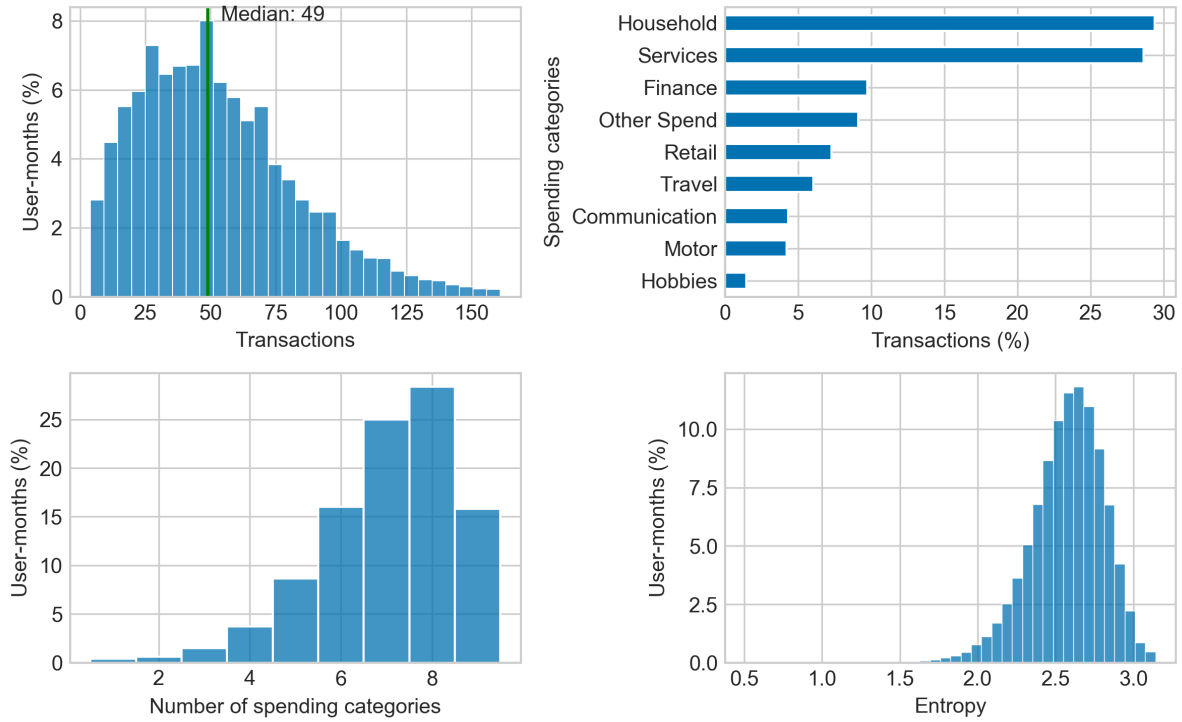 Median: 49
User-months (%)
8
6
4
2
0
0 25 50 75 100 125 150
Transactions
Spending categories
Household
Services
Finance
Other Spend
Retail
Travel
Communication
Motor
Hobbies
0 5 10 15 20 25 30
Transactions (%)
User-months (%)
25
20
15
10
5
0
2 4 6 8
Number of spending categories
User-months (%)
10.0
7.5
5.0
2.5
0.0
0.5 1.0 1.5 2.0 2.5 3.0
Entropy